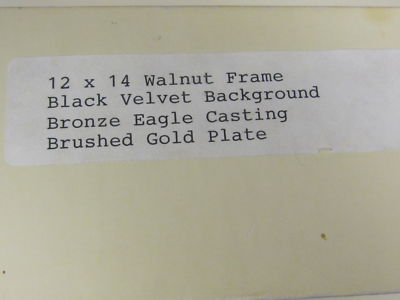 12 x 14 Walnut Frame
Black Velvet Background
Bronze Eagle Casting
Brushed Gold Plate